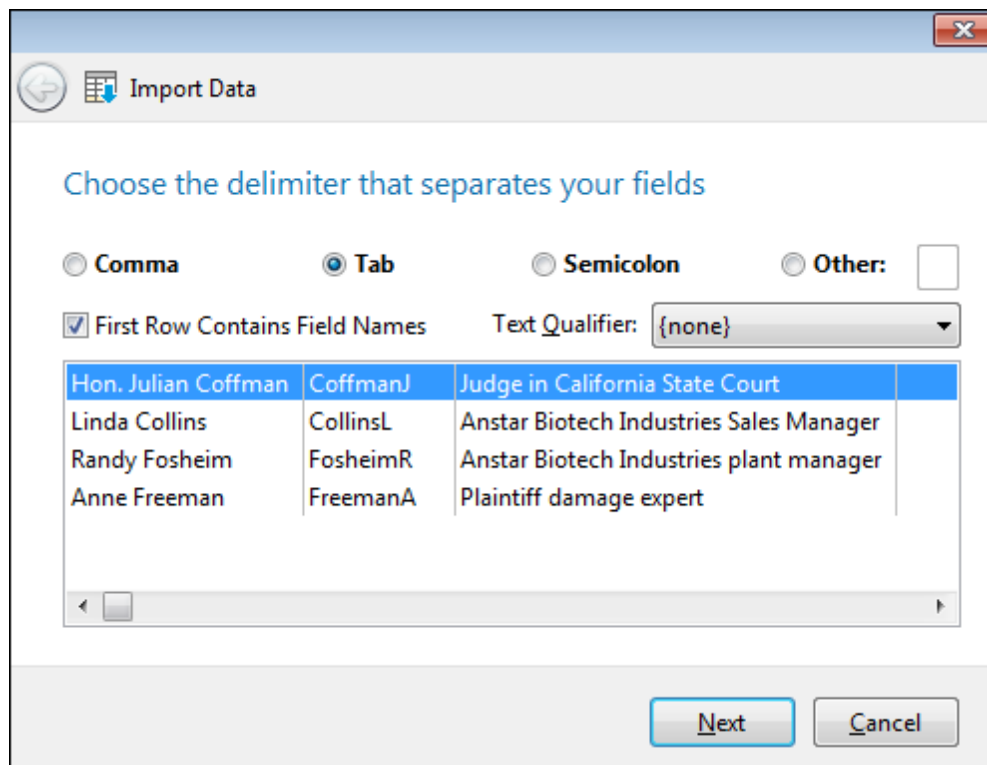 Import Data
Choose the delimiter that separates your fields
Comma Tab Semicolon Other:
First Row Contains Field Names Text Qualifier: {none}
Hon. Julian Coffman CoffmanJ Judge in California State Court
Linda Collins CollinsL Anstar Biotech Industries Sales Manager
Randy Fosheim FosheimR Anstar Biotech Industries plant manager
Anne Freeman FreemanA Plaintiff damage expert
Next Cancel